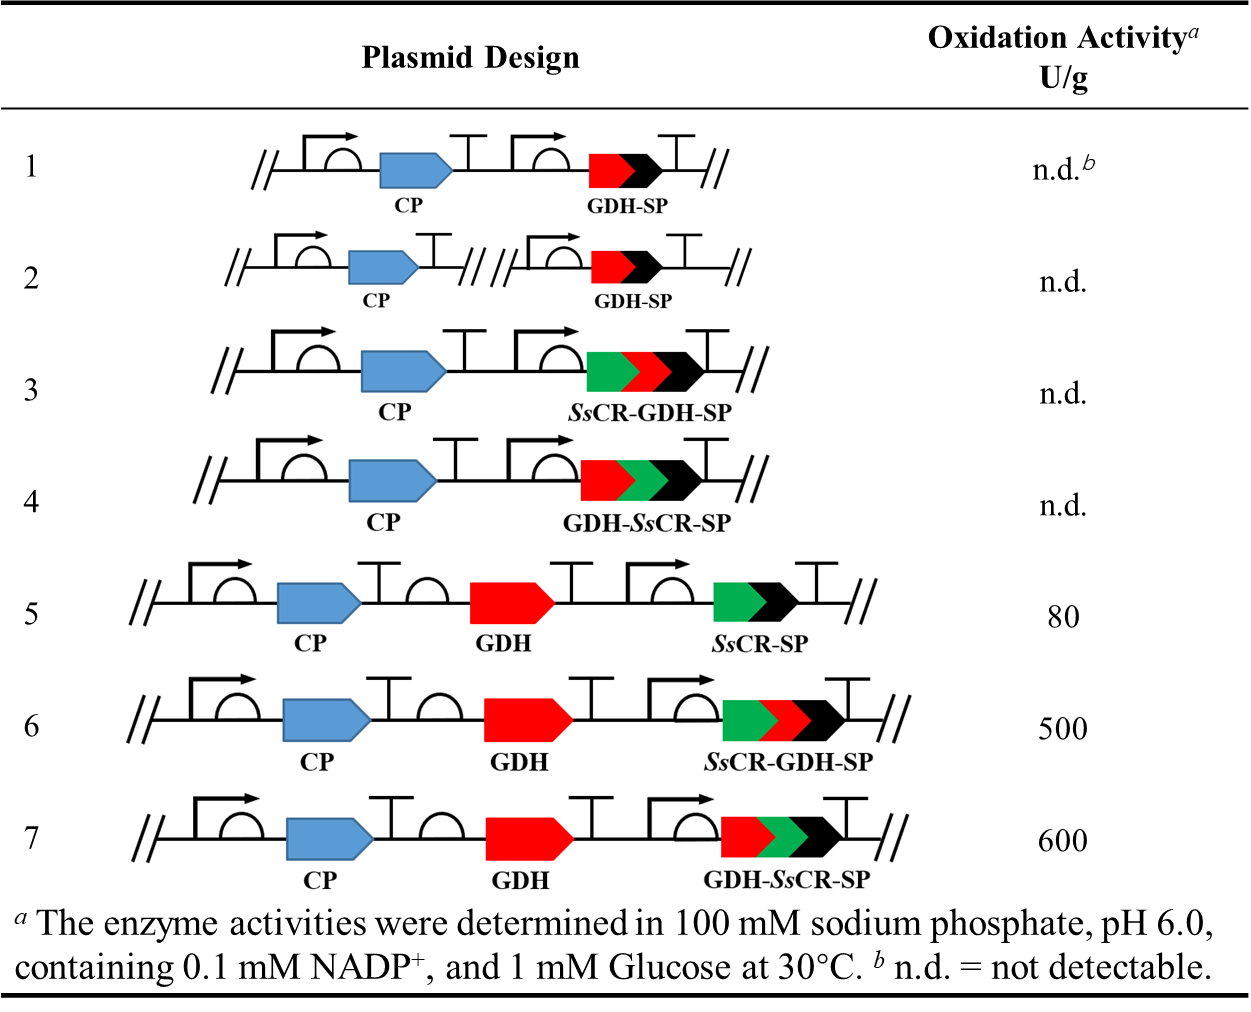 Plasmid Design
Oxidation Activityᵃ
U/g
1
CP
GDH-SP
n.d.ᵇ
2
CP
GDH-SP
n.d.
3
CP
SsCR-GDH-SP
n.d.
4
CP
GDH-SsCR-SP
n.d.
5
CP
GDH
SsCR-SP
80
6
CP
GDH
SsCR-GDH-SP
500
7
CP
GDH
GDH-SsCR-SP
600
ᵃ The enzyme activities were determined in 100 mM sodium phosphate, pH 6.0,
containing 0.1 mM NADP⁺, and 1 mM Glucose at 30°C. ᵇ n.d. = not detectable.